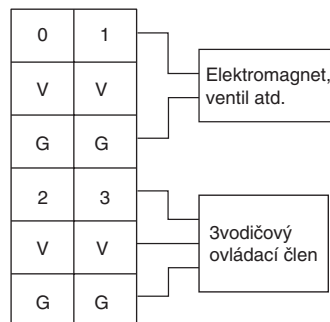 0 1
V V
G G
2 3
V V
G G
Elektromagnet,
ventil atd.
3vodičový
ovládací člen